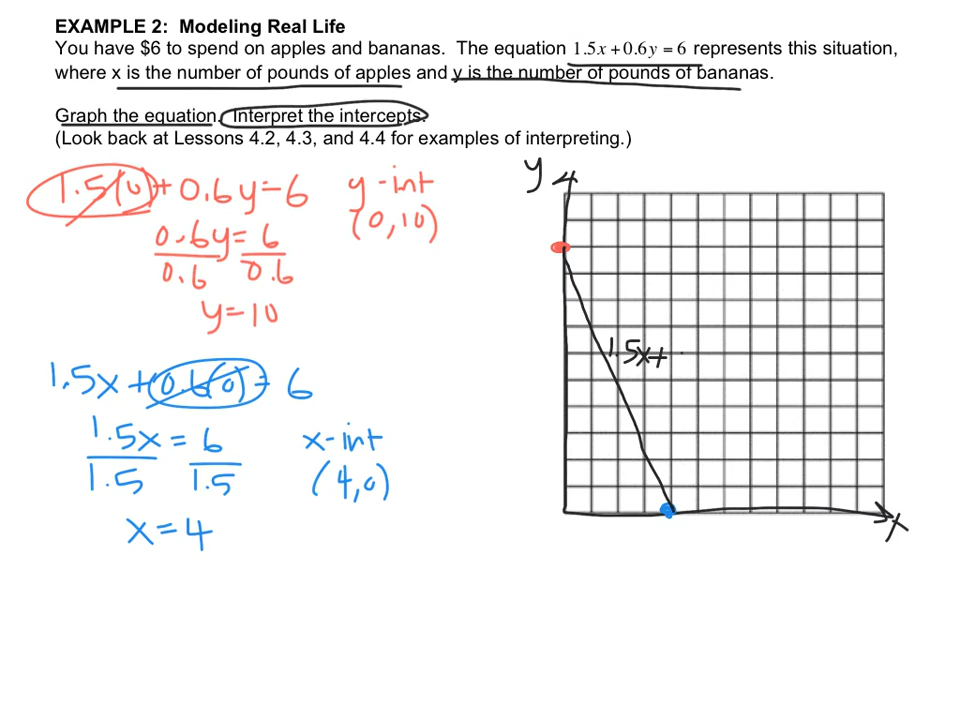 EXAMPLE 2: Modeling Real Life
You have $6 to spend on apples and bananas. The equation 1.5x + 0.6y = 6 represents this situation,
where x is the number of pounds of apples and y is the number of pounds of bananas.
Graph the equation. Interpret the intercepts.
(Look back at Lessons 4.2, 4.3, and 4.4 for examples of interpreting.)
1.5(0) + 0.6y = 6
0.6y = 6
0.6 0.6
y = 10
y-int
(0,10)
1.5x + 0.6(0) = 6
1.5x = 6
1.5 1.5
x = 4
x-int
(4,0)
y
1.5x+
x